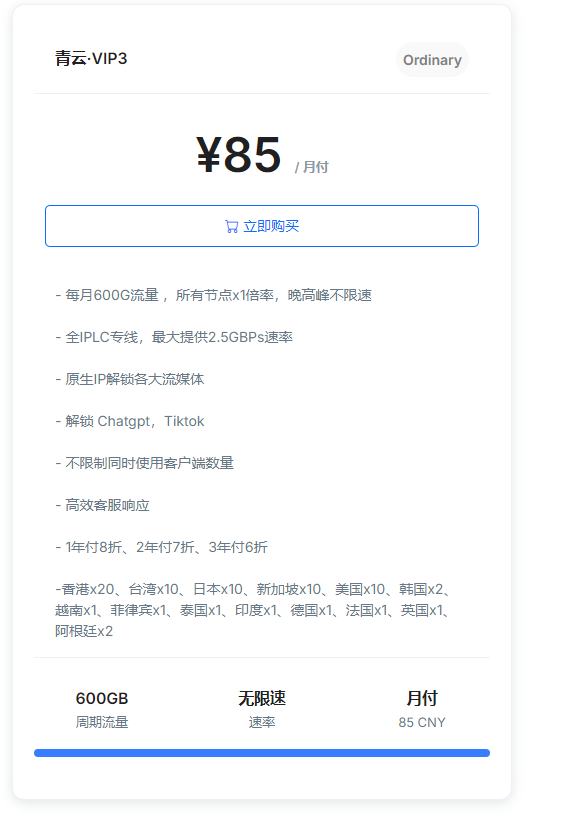 青云·VIP3
Ordinary
¥85 / 月付
立即购买
- 每月600G流量 ，所有节点x1倍率，晚高峰不限速
- 全IPLC专线，最大提供2.5GBPs速率
- 原生IP解锁各大流媒体
- 解锁 Chatgpt，Tiktok
- 不限制同时使用客户端数量
- 高效客服响应
- 1年付8折、2年付7折、3年付6折
-香港x20、台湾x10、日本x10、新加坡x10、美国x10、韩国x2、
越南x1、菲律宾x1、泰国x1、印度x1、德国x1、法国x1、英国x1、
阿根廷x2
600GB 无限速 月付
周期流量 速率 85 CNY